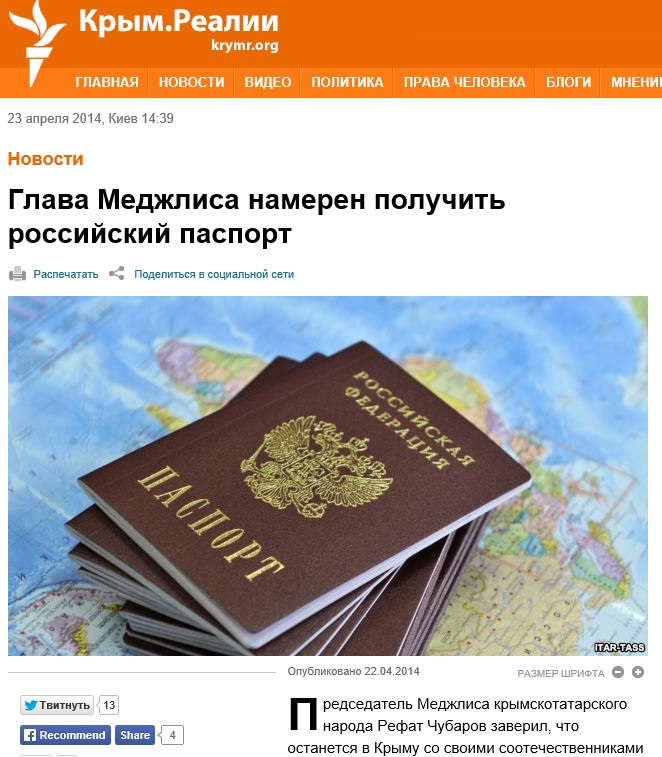 Крым.Реалии
krymr.org
ГЛАВНАЯ НОВОСТИ ВИДЕО ПОЛИТИКА ПРАВА ЧЕЛОВЕКА БЛОГИ МНЕНИ
23 апреля 2014, Киев 14:39
Новости
Глава Меджлиса намерен получить
российский паспорт
Распечатать Поделиться в социальной сети
РОССИЙСКАЯ
ФЕДЕРАЦИЯ
ПАСПОРТ
ITAR-TASS
Опубликовано 22.04.2014 РАЗМЕР ШРИФТА
Твитнуть 13
Recommend Share 4
Председатель Меджлиса крымскотатарского
народа Рефат Чубаров заверил, что
останется в Крыму со своими соотечественниками